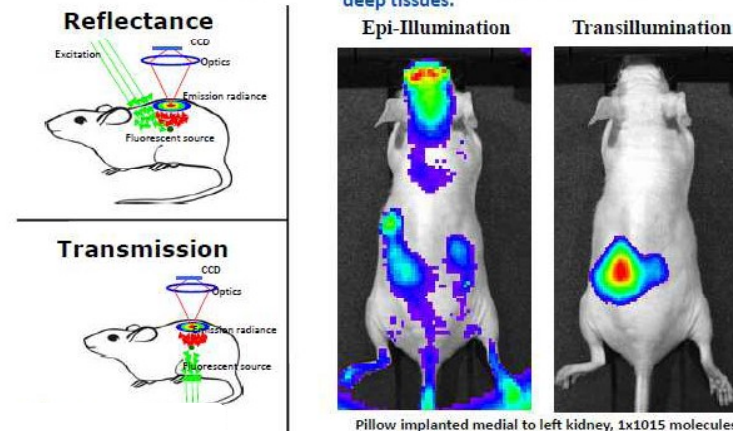 Reflectance
CCD
Excitation
Optics
Emission radiance
Fluorescent source
Transmission
CCD
Optics
Emission radiance
Fluorescent source
deep tissues.
Epi-Illumination
Transillumination
Pillow implanted medial to left kidney, 1x1015 molecules